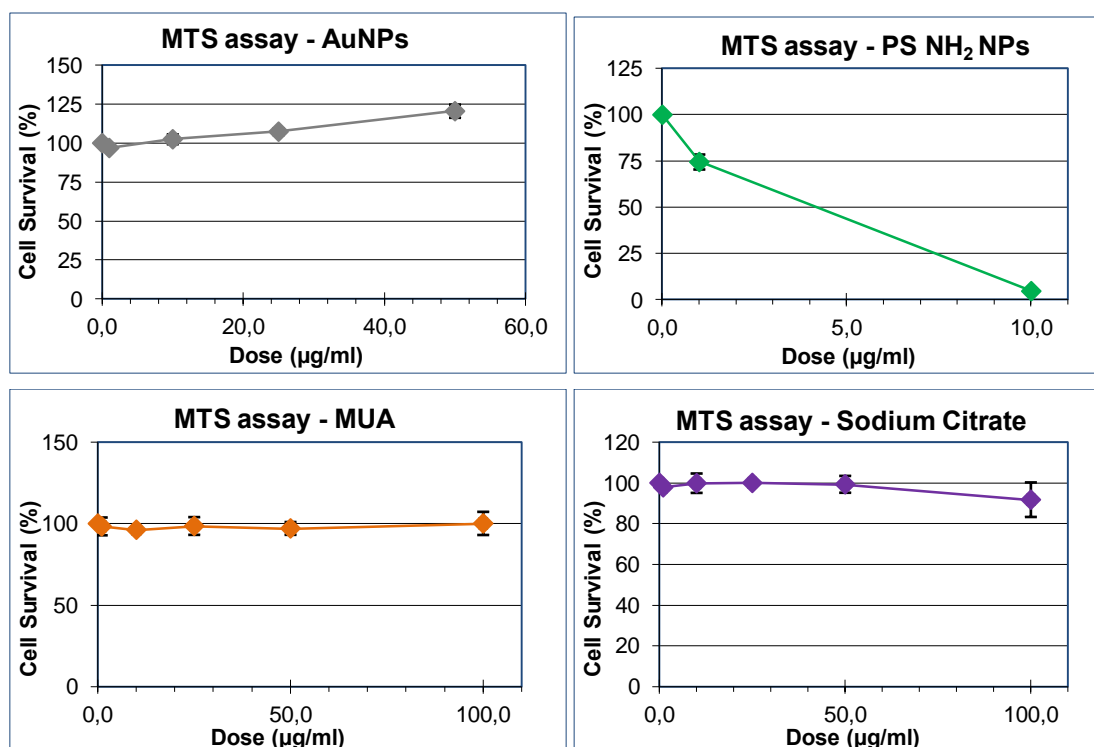 MTS assay - AuNPs
Cell Survival (%)
150
125
100
75
50
25
0
0,0 20,0 40,0 60,0
Dose (µg/ml)
MTS assay - PS NH₂ NPs
Cell Survival (%)
125
100
75
50
25
0
0,0 5,0 10,0
Dose (µg/ml)
MTS assay - MUA
Cell Survival (%)
150
100
50
0
0,0 50,0 100,0
Dose (µg/ml)
MTS assay - Sodium Citrate
Cell Survival (%)
120
100
80
60
40
20
0
0,0 50,0 100,0
Dose (µg/ml)